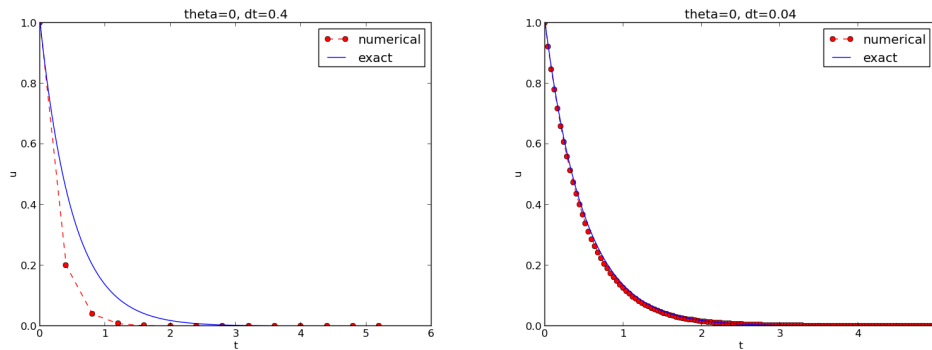 theta=0, dt=0.4
1.0
0.8
0.6
0.4
0.2
0.0
u
0 1 2 3 4 5 6
t
numerical
exact
theta=0, dt=0.04
1.0
0.8
0.6
0.4
0.2
0.0
u
0 1 2 3 4
t
numerical
exact